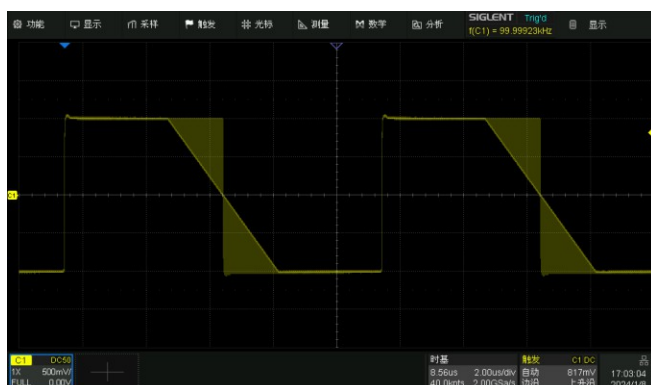 功能 显示 采样 触发 光标 测量 数学 分析 SIGLENT Trig'd 显示
f(C1) = 99.99923kHz
C1
C1 DC50 时基 触发 C1 DC
1X 500mV/ 8.56us 2.00us/div 自动 817mV 17:03:04
FULL 0.00V 40.0kpts 2.00GSa/s 边沿 上升沿 2024/1/8